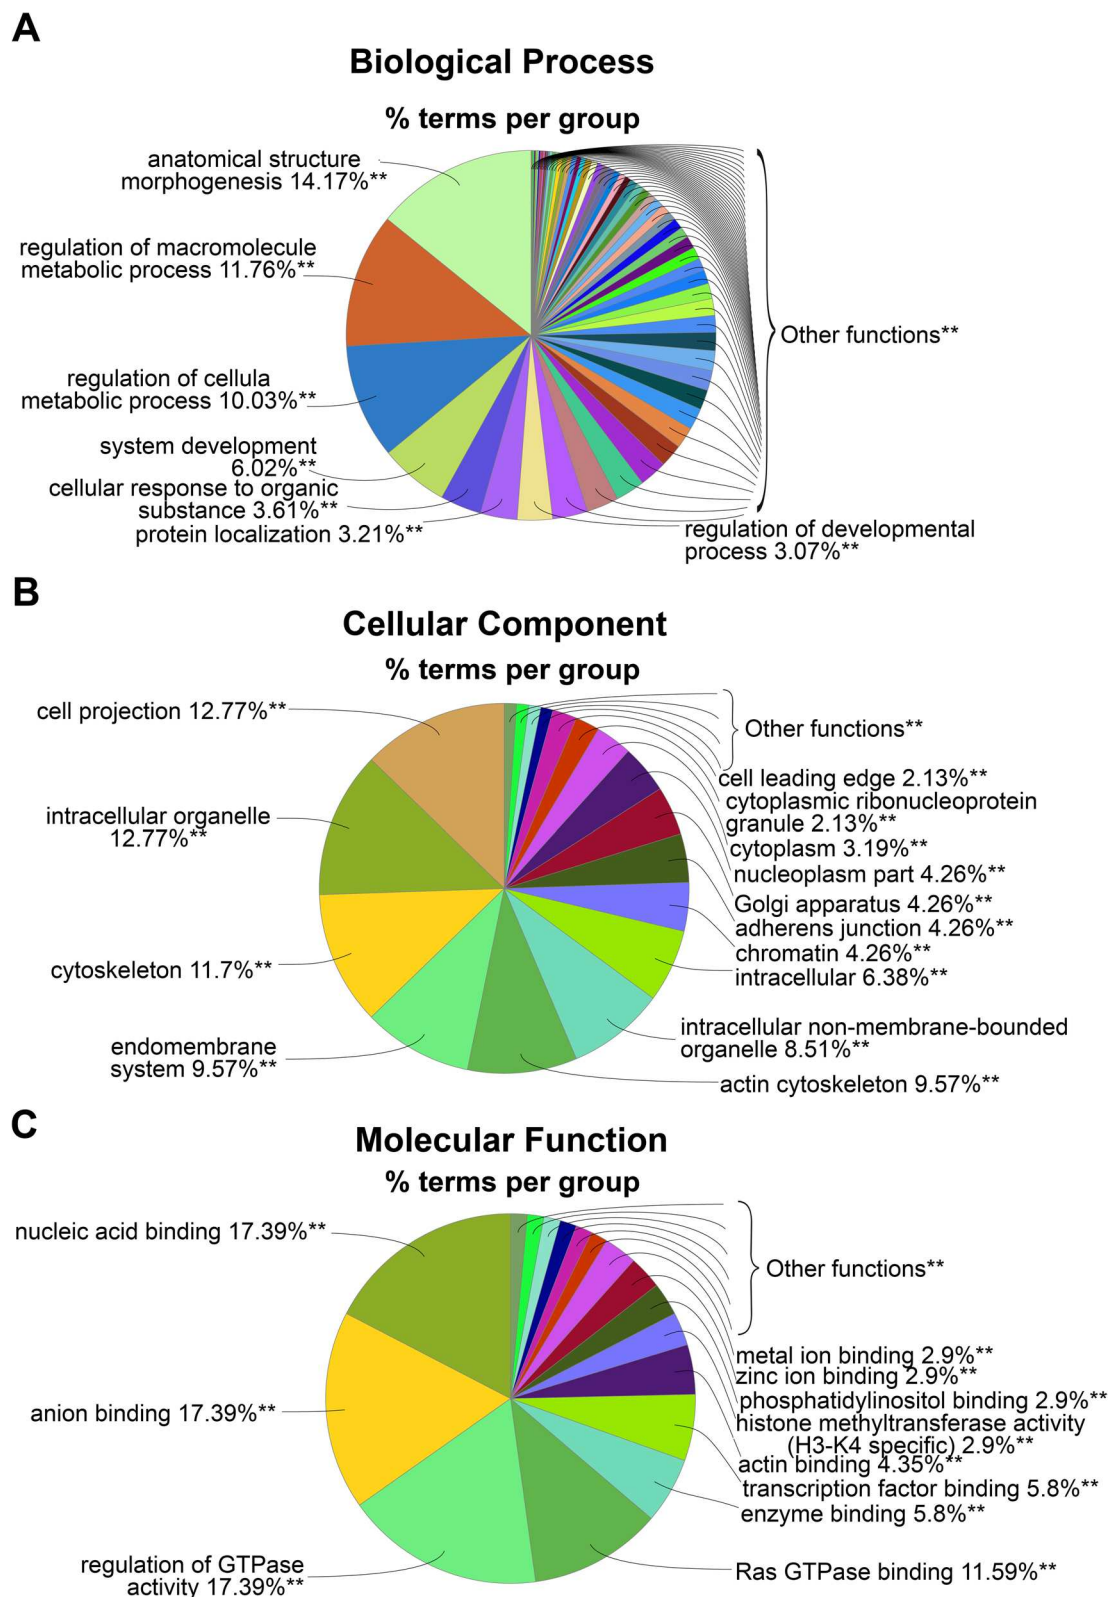 A
Biological Process
% terms per group
anatomical structure
morphogenesis 14.17%**
regulation of macromolecule
metabolic process 11.76%**
regulation of cellula
metabolic process 10.03%**
system development
6.02%**
cellular response to organic
substance 3.61%**
protein localization 3.21%**
Other functions**
regulation of developmental
process 3.07%**
B
Cellular Component
% terms per group
cell projection 12.77%**
intracellular organelle
12.77%**
cytoskeleton 11.7%**
endomembrane
system 9.57%**
Other functions**
cell leading edge 2.13%**
cytoplasmic ribonucleoprotein
granule 2.13%**
cytoplasm 3.19%**
nucleoplasm part 4.26%**
Golgi apparatus 4.26%**
adherens junction 4.26%**
chromatin 4.26%**
intracellular 6.38%**
intracellular non-membrane-bounded
organelle 8.51%**
actin cytoskeleton 9.57%**
C
Molecular Function
% terms per group
nucleic acid binding 17.39%**
anion binding 17.39%**
regulation of GTPase
activity 17.39%**
Other functions**
metal ion binding 2.9%**
zinc ion binding 2.9%**
phosphatidylinositol binding 2.9%**
histone methyltransferase activity
(H3-K4 specific) 2.9%**
actin binding 4.35%**
transcription factor binding 5.8%**
enzyme binding 5.8%**
Ras GTPase binding 11.59%**